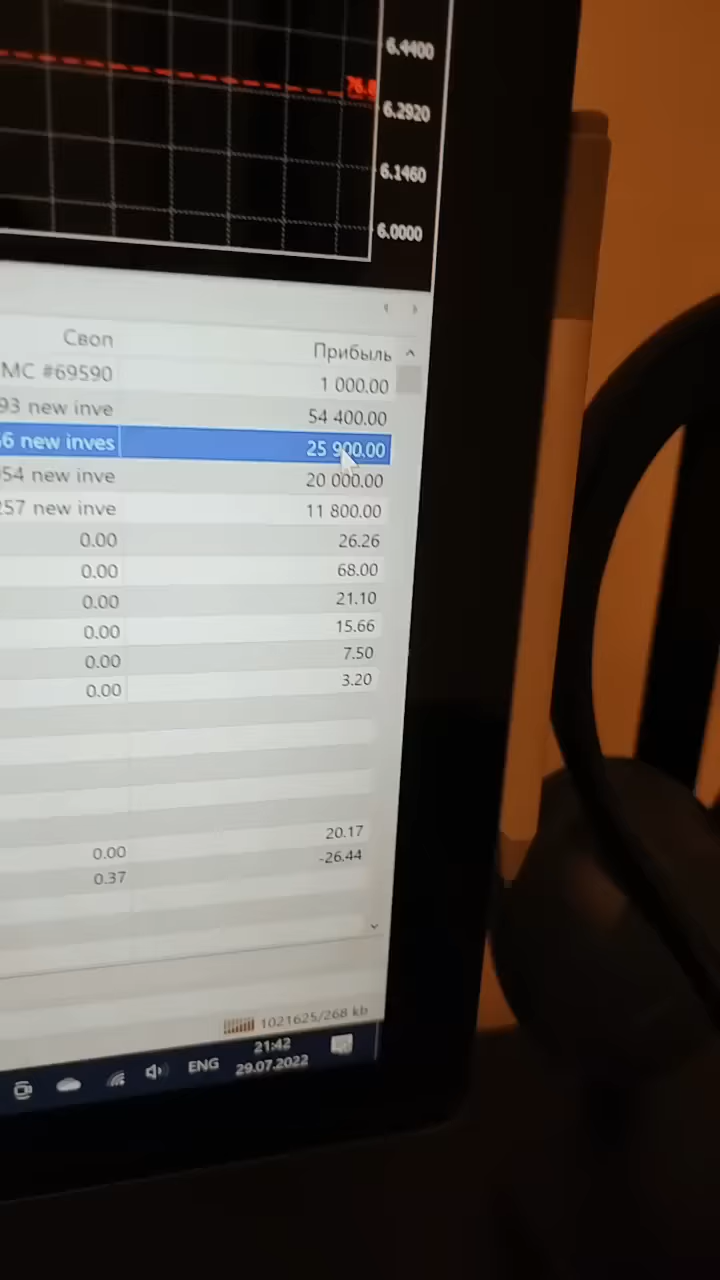 6.4400
6.2920
6.1460
6.0000
Своп Прибыль
MC #69590 1 000.00
93 new inve 54 400.00
6 new inves 25 900.00
54 new inve 20 000.00
257 new inve 11 800.00
0.00 26.26
0.00 68.00
0.00 21.10
0.00 15.66
0.00 7.50
0.00 3.20
0.00 20.17
0.37 -26.44
1021625/268 kb
ENG 21:42
29.07.2022